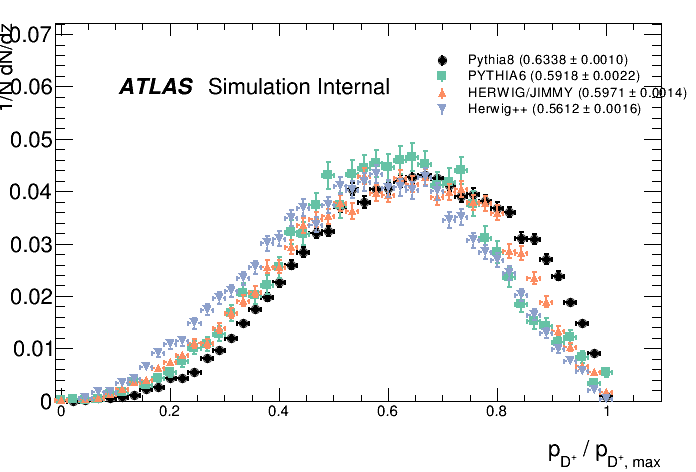 0.07
1/N dN/dz
Pythia8 (0.6338 ± 0.0010)
PYTHIA6 (0.5918 ± 0.0022)
HERWIG/JIMMY (0.5971 ± 0.0014)
Herwig++ (0.5612 ± 0.0016)
ATLAS Simulation Internal
0.06
0.05
0.04
0.03
0.02
0.01
0
0 0.2 0.4 0.6 0.8 1
p_D⁺ / p_D⁺, max